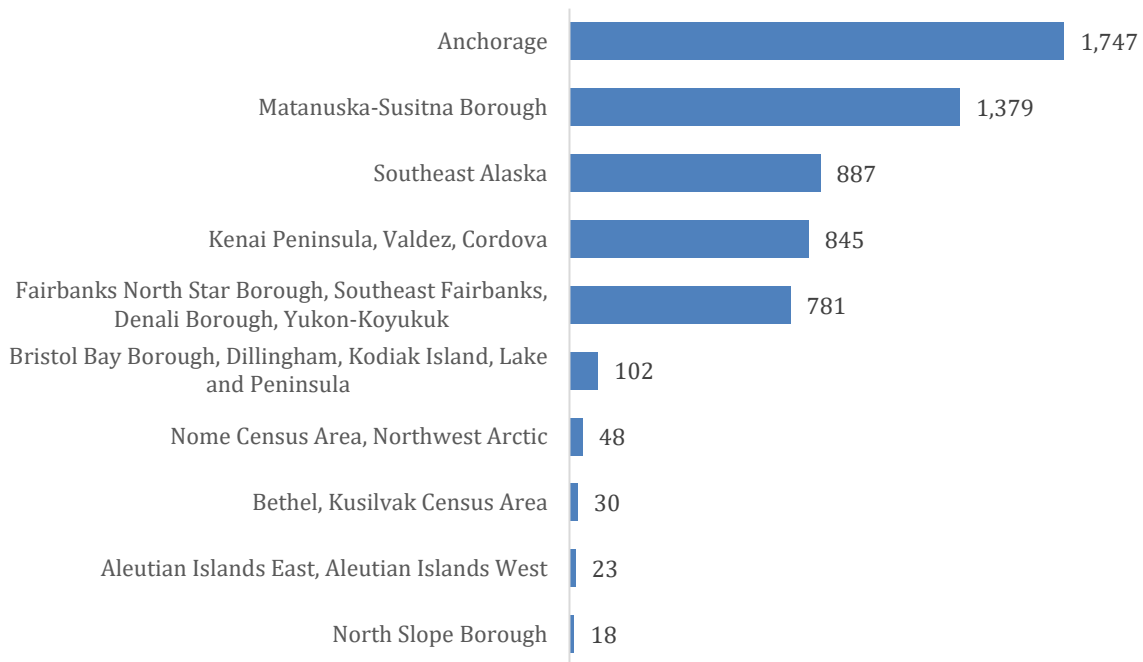 Anchorage 1,747
Matanuska-Susitna Borough 1,379
Southeast Alaska 887
Kenai Peninsula, Valdez, Cordova 845
Fairbanks North Star Borough, Southeast Fairbanks,
Denali Borough, Yukon-Koyukuk 781
Bristol Bay Borough, Dillingham, Kodiak Island, Lake
and Peninsula 102
Nome Census Area, Northwest Arctic 48
Bethel, Kusilvak Census Area 30
Aleutian Islands East, Aleutian Islands West 23
North Slope Borough 18